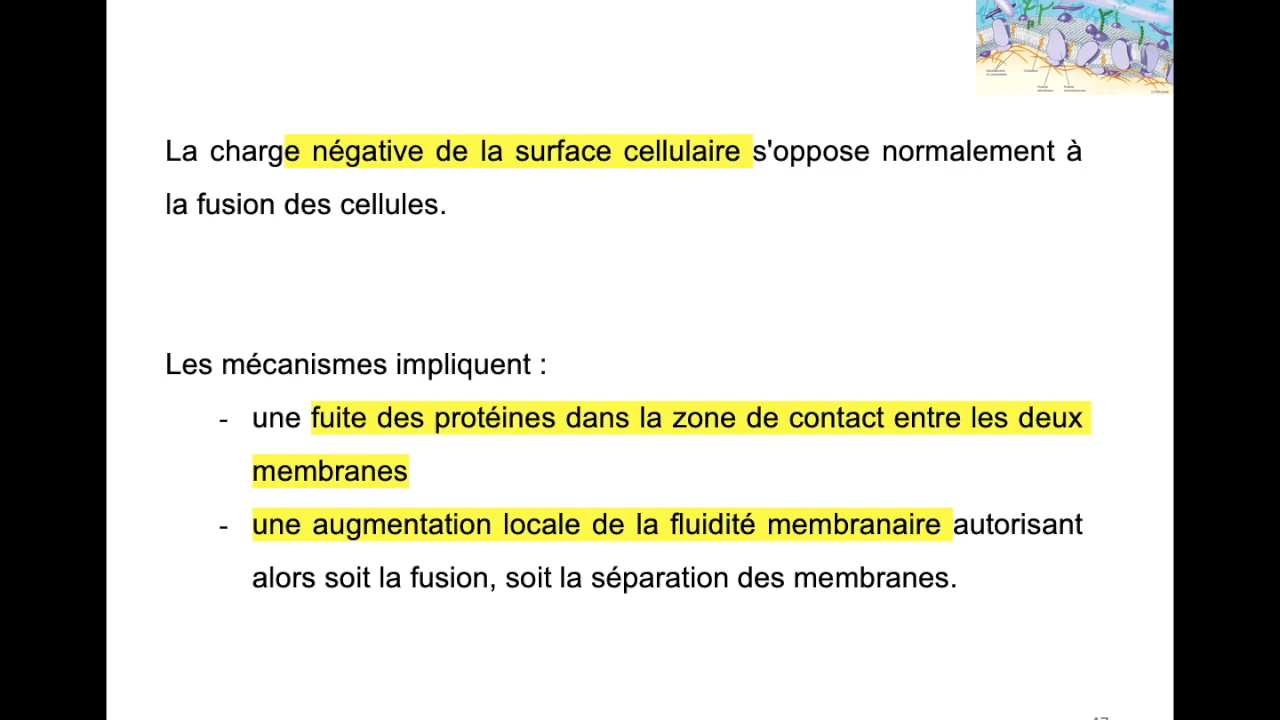 La charge négative de la surface cellulaire s'oppose normalement à
la fusion des cellules.
Les mécanismes impliquent :
- une fuite des protéines dans la zone de contact entre les deux
membranes
- une augmentation locale de la fluidité membranaire autorisant
alors soit la fusion, soit la séparation des membranes.